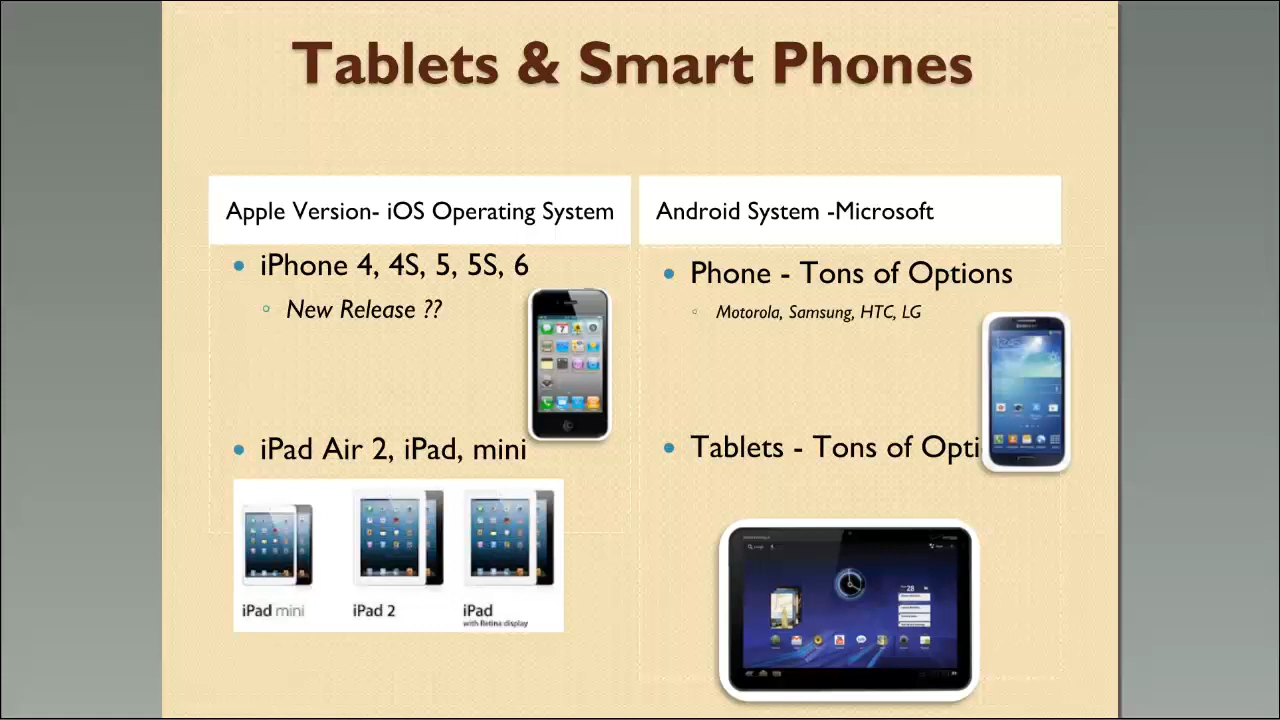 Tablets & Smart Phones
Apple Version- iOS Operating System
iPhone 4, 4S, 5, 5S, 6
New Release ??
iPad Air 2, iPad, mini
iPad mini
iPad 2
iPad
with Retina display
Android System -Microsoft
Phone - Tons of Options
Motorola, Samsung, HTC, LG
Tablets - Tons of Opti